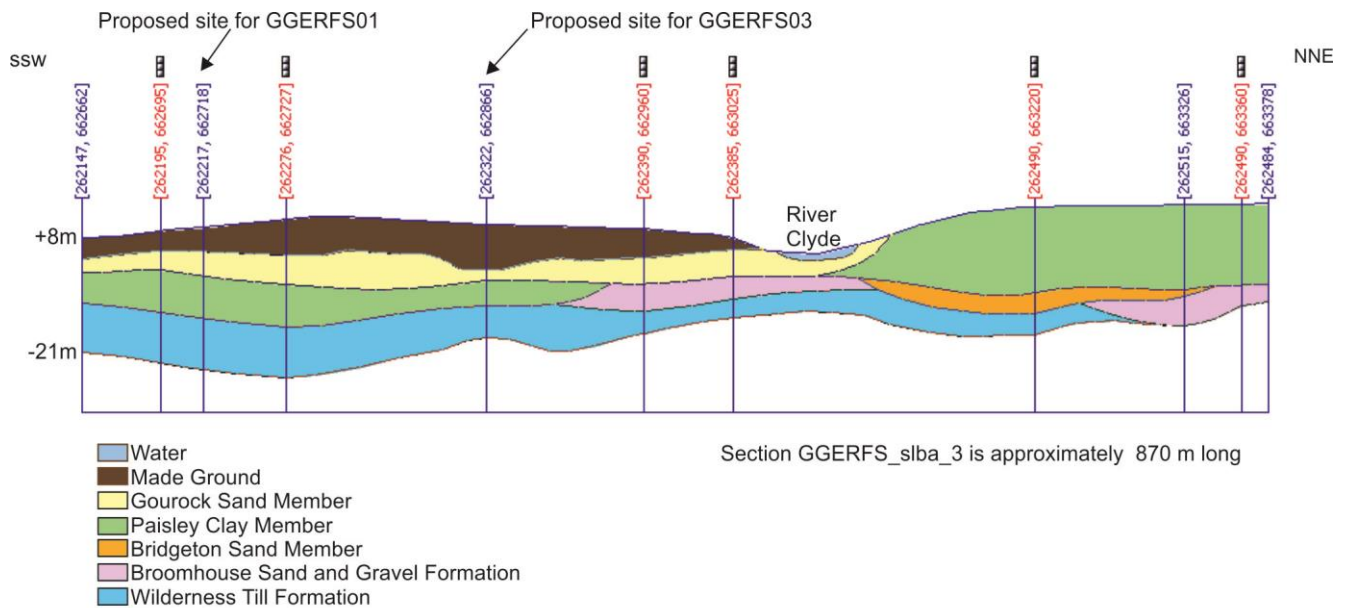 Proposed site for GGERFS01
Proposed site for GGERFS03
SSW
NNE
[262147, 662662]
[262195, 662695]
[262217, 662718]
[262276, 662727]
[262322, 662866]
[262390, 662960]
[262385, 663025]
[262490, 663220]
[262515, 663326]
[262490, 663360]
[262484, 663378]
+8m
River
Clyde
-21m
Water
Made Ground
Gourock Sand Member
Paisley Clay Member
Bridgeton Sand Member
Broomhouse Sand and Gravel Formation
Wilderness Till Formation
Section GGERFS_slba_3 is approximately 870 m long